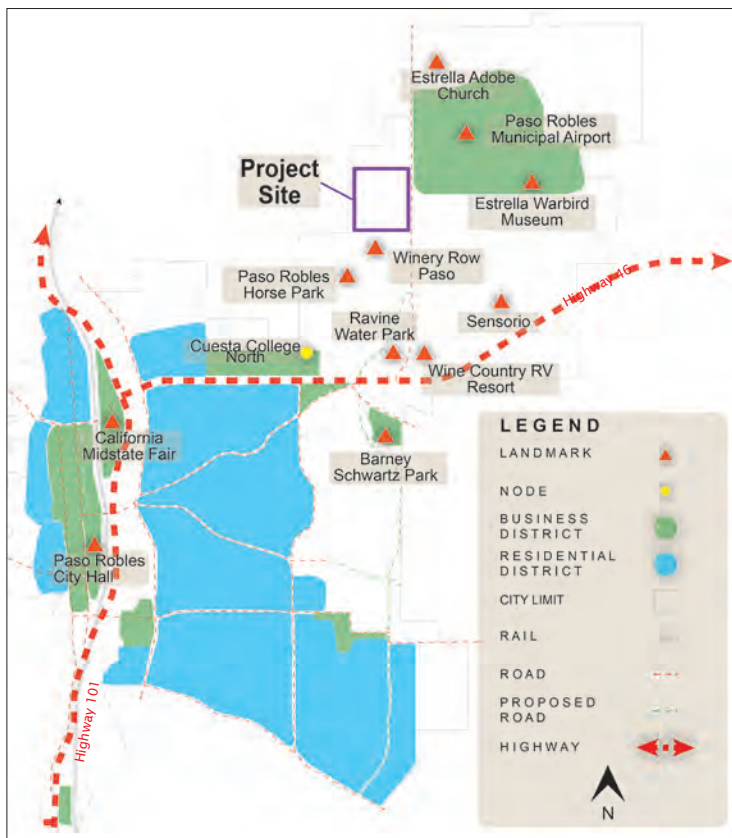 Estrella Adobe
Church
Paso Robles
Municipal Airport
Project
Site
Estrella Warbird
Museum
Winery Row
Paso
Paso Robles
Horse Park
Highway 46
Ravine
Water Park
Sensorio
Cuesta College
North
Wine Country RV
Resort
California
Midstate Fair
Barney
Schwartz Park
Paso Robles
City Hall
Highway 101
LEGEND
LANDMARK
NODE
BUSINESS
DISTRICT
RESIDENTIAL
DISTRICT
CITY LIMIT
RAIL
ROAD
PROPOSED
ROAD
HIGHWAY
N